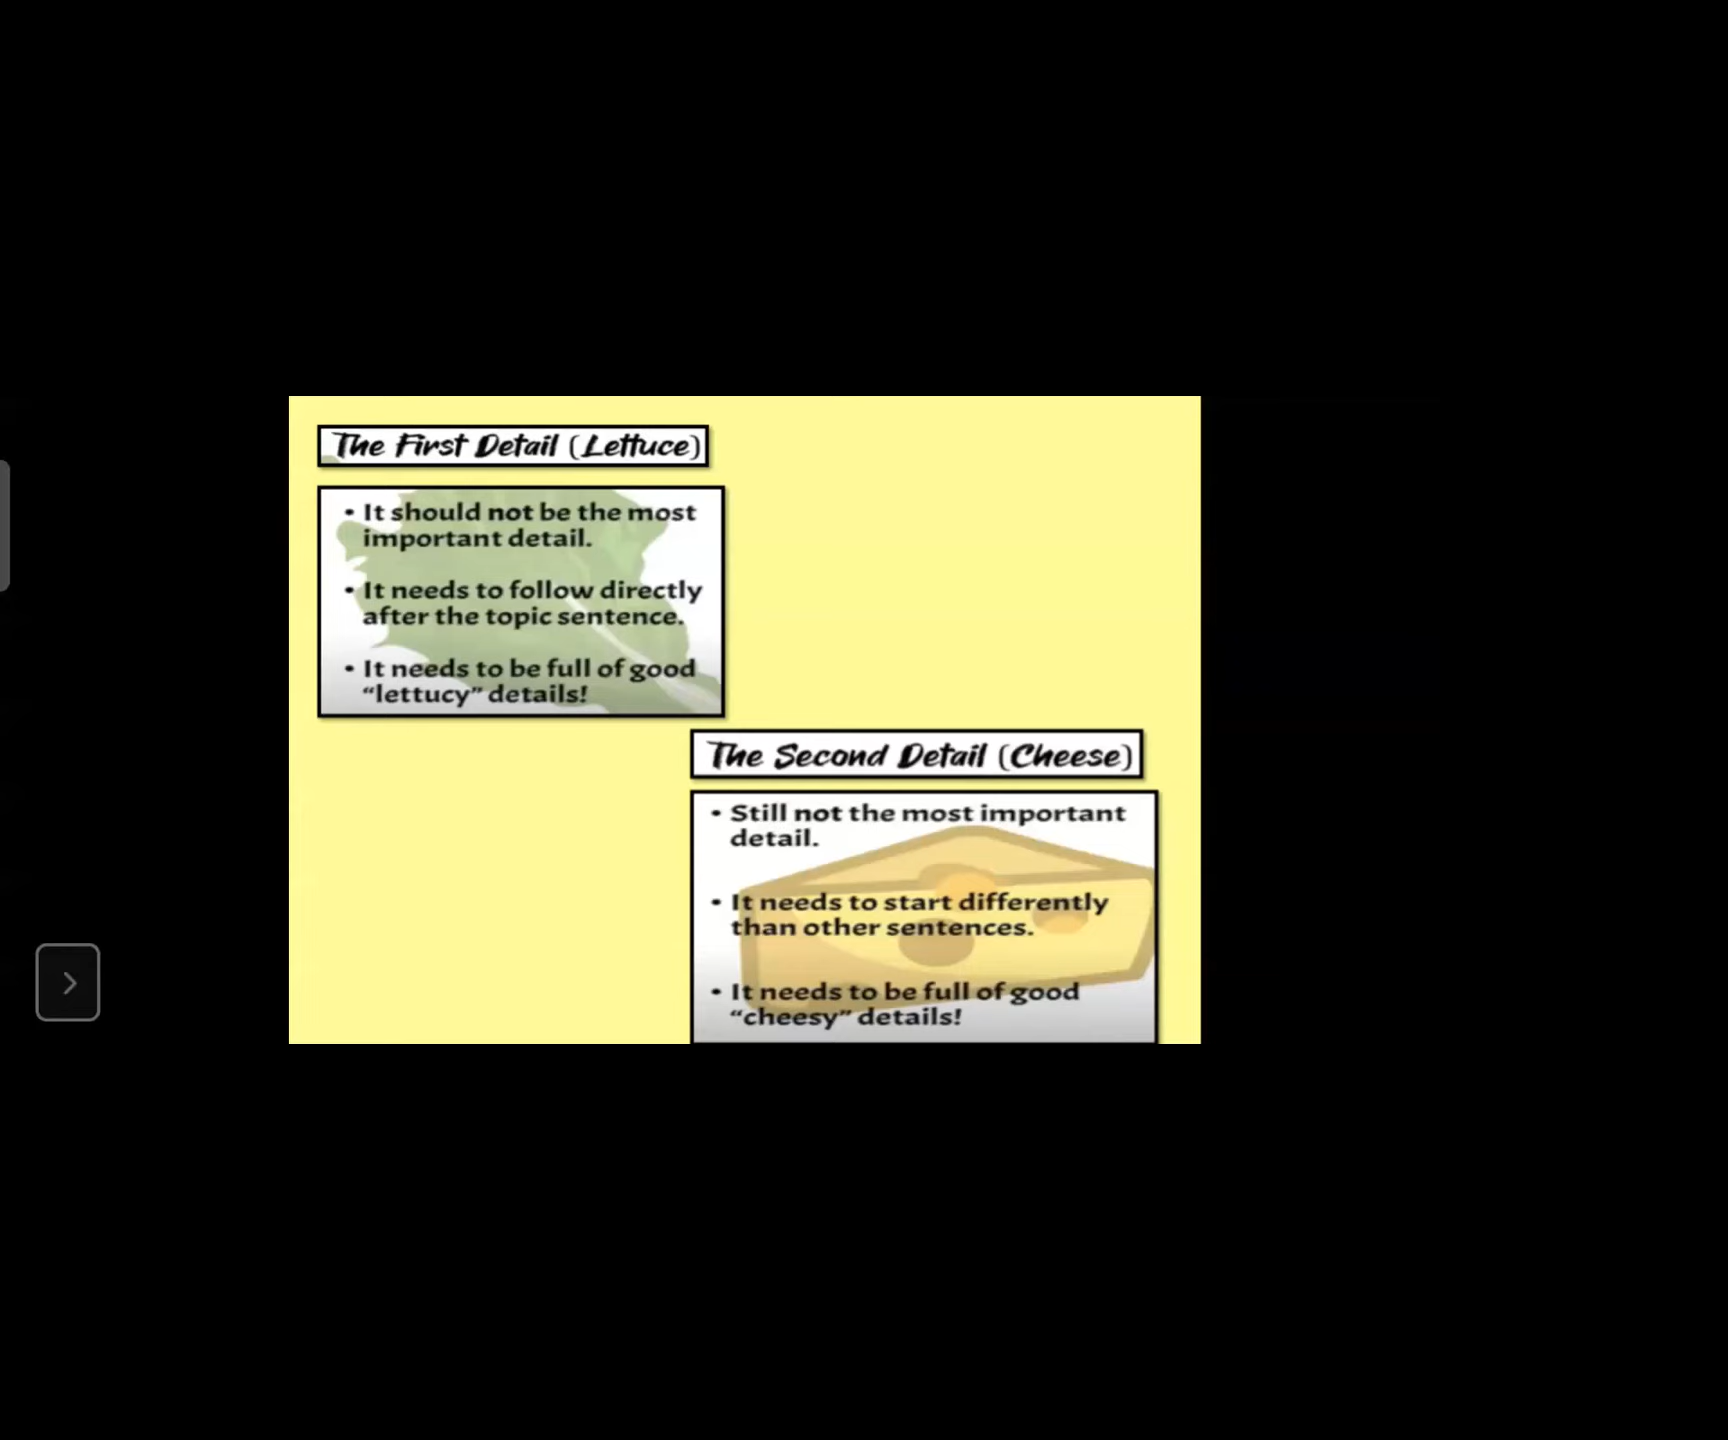 The First Detail (Lettuce)
• It should not be the most
important detail.
• It needs to follow directly
after the topic sentence.
• It needs to be full of good
“lettucy” details!
The Second Detail (Cheese)
• Still not the most important
detail.
• It needs to start differently
than other sentences.
• It needs to be full of good
“cheesy” details!